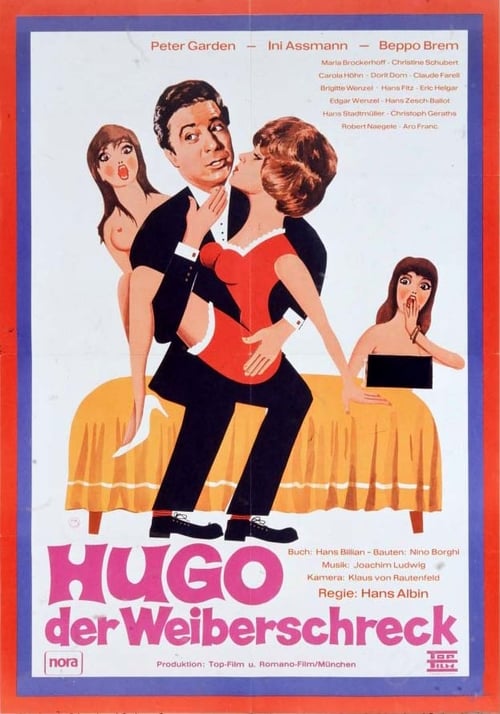 Peter Garden – Ini Assmann – Beppo Brem
Maria Brockerhoff - Christine Schubert
Carola Höhn - Dorit Dom - Claude Farell
Brigitte Wenzel · Hans Fitz - Eric Helgar
Edgar Wenzel - Hans Zesch-Ballot
Hans Stadtmüller - Christoph Geraths
Robert Naegele - Aro Franc.
HUGO
der Weiberschreck
Buch: Hans Billian - Bauten: Nino Borghi
Musik: Joachim Ludwig
Kamera: Klaus von Rautenfeld
Regie: Hans Albin
nora
Produktion: Top-Film u. Romano-Film/München
TOP
FILM